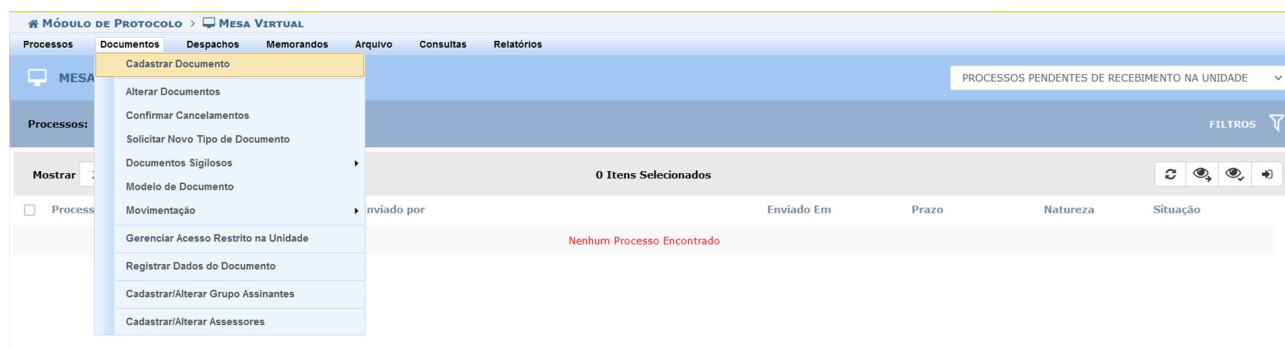 MÓDULO DE PROTOCOLO > MESA VIRTUAL
Processos Documentos Despachos Memorandos Arquivo Consultas Relatórios
Cadastrar Documento
MESA
PROCESSOS PENDENTES DE RECEBIMENTO NA UNIDADE
Alterar Documentos
Confirmar Cancelamentos
Processos:
FILTROS
Solicitar Novo Tipo de Documento
Documentos Sigilosos
Mostrar
0 Itens Selecionados
Modelo de Documento
Process
Movimentação
nviado por Enviado Em Prazo Natureza Situação
Gerenciar Acesso Restrito na Unidade
Nenhum Processo Encontrado
Registrar Dados do Documento
Cadastrar/Alterar Grupo Assinantes
Cadastrar/Alterar Assessores